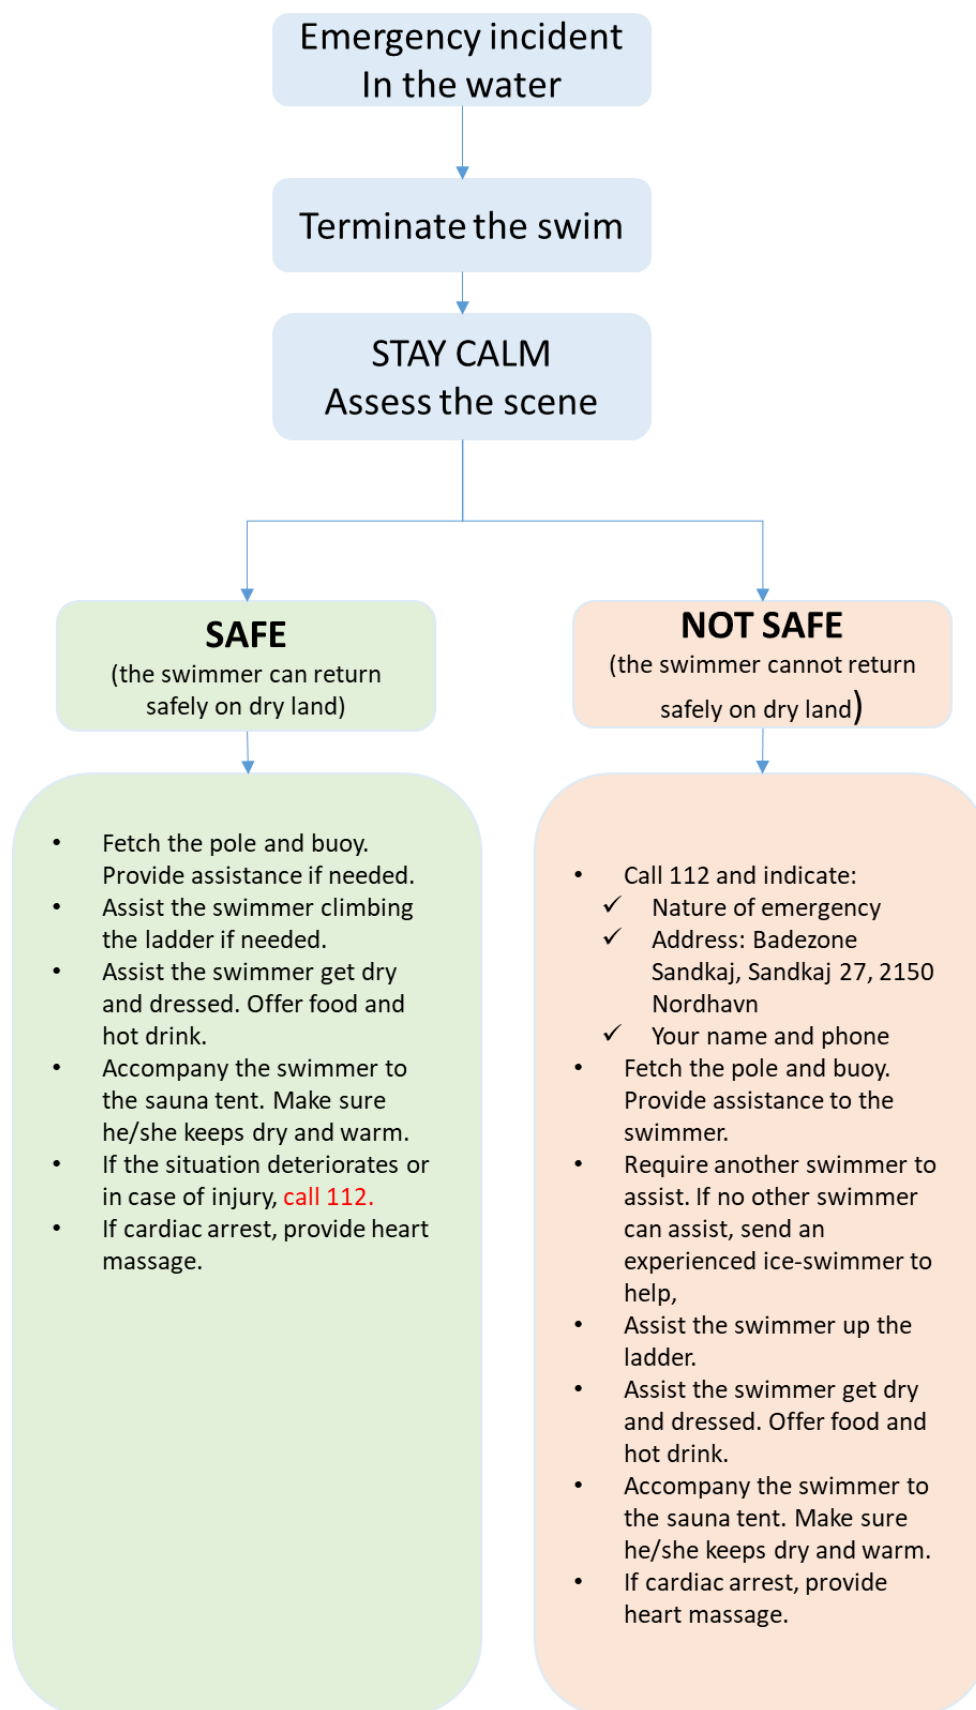 Emergency incident
In the water
Terminate the swim
STAY CALM
Assess the scene
SAFE
(the swimmer can return
safely on dry land)
NOT SAFE
(the swimmer cannot return
safely on dry land)
• Fetch the pole and buoy.
Provide assistance if needed.
• Assist the swimmer climbing
the ladder if needed.
• Assist the swimmer get dry
and dressed. Offer food and
hot drink.
• Accompany the swimmer to
the sauna tent. Make sure
he/she keeps dry and warm.
• If the situation deteriorates or
in case of injury, call 112.
• If cardiac arrest, provide heart
massage.
• Call 112 and indicate:
✓ Nature of emergency
✓ Address: Badezone
Sandkaj, Sandkaj 27, 2150
Nordhavn
✓ Your name and phone
• Fetch the pole and buoy.
Provide assistance to the
swimmer.
• Require another swimmer to
assist. If no other swimmer
can assist, send an
experienced ice-swimmer to
help,
• Assist the swimmer up the
ladder.
• Assist the swimmer get dry
and dressed. Offer food and
hot drink.
• Accompany the swimmer to
the sauna tent. Make sure
he/she keeps dry and warm.
• If cardiac arrest, provide
heart massage.